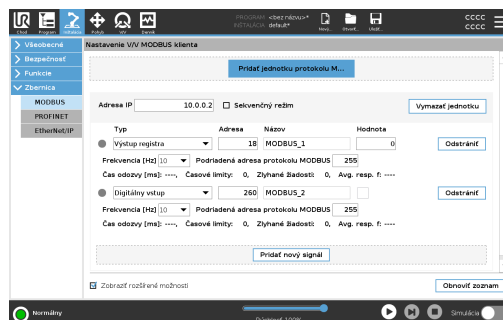 PROGRAM <bez názvu>*
INŠTALÁCIA default*
CCCC
CCCC
Chod Program Inštalácia Pohyb V/V Denník Nový... Otvoriť... Uložiť...
Všeobecné
Bezpečnosť
Funkcie
Zbernica
MODBUS
PROFINET
EtherNet/IP
Nastavenie V/V MODBUS klienta
Pridať jednotku protokolu M...
Adresa IP 10.0.0.2 Sekvenčný režim Vymazať jednotku
Typ Adresa Názov Hodnota
Výstup registra 18 MODBUS_1 0 Odstrániť
Frekvencia [Hz] 10 Podriadená adresa protokolu MODBUS 255
Čas odozvy [ms]: ----, Časové limity: 0, Zlyhané žiadosti: 0, Avg. resp. f: ----
Digitálny vstup 260 MODBUS_2 Odstrániť
Frekvencia [Hz] 10 Podriadená adresa protokolu MODBUS 255
Čas odozvy [ms]: ----, Časové limity: 0, Zlyhané žiadosti: 0, Avg. resp. f: ----
Pridať nový signál
Zobraziť rozšírené možnosti Obnoviť zoznam
Normálny 100% Simulácia